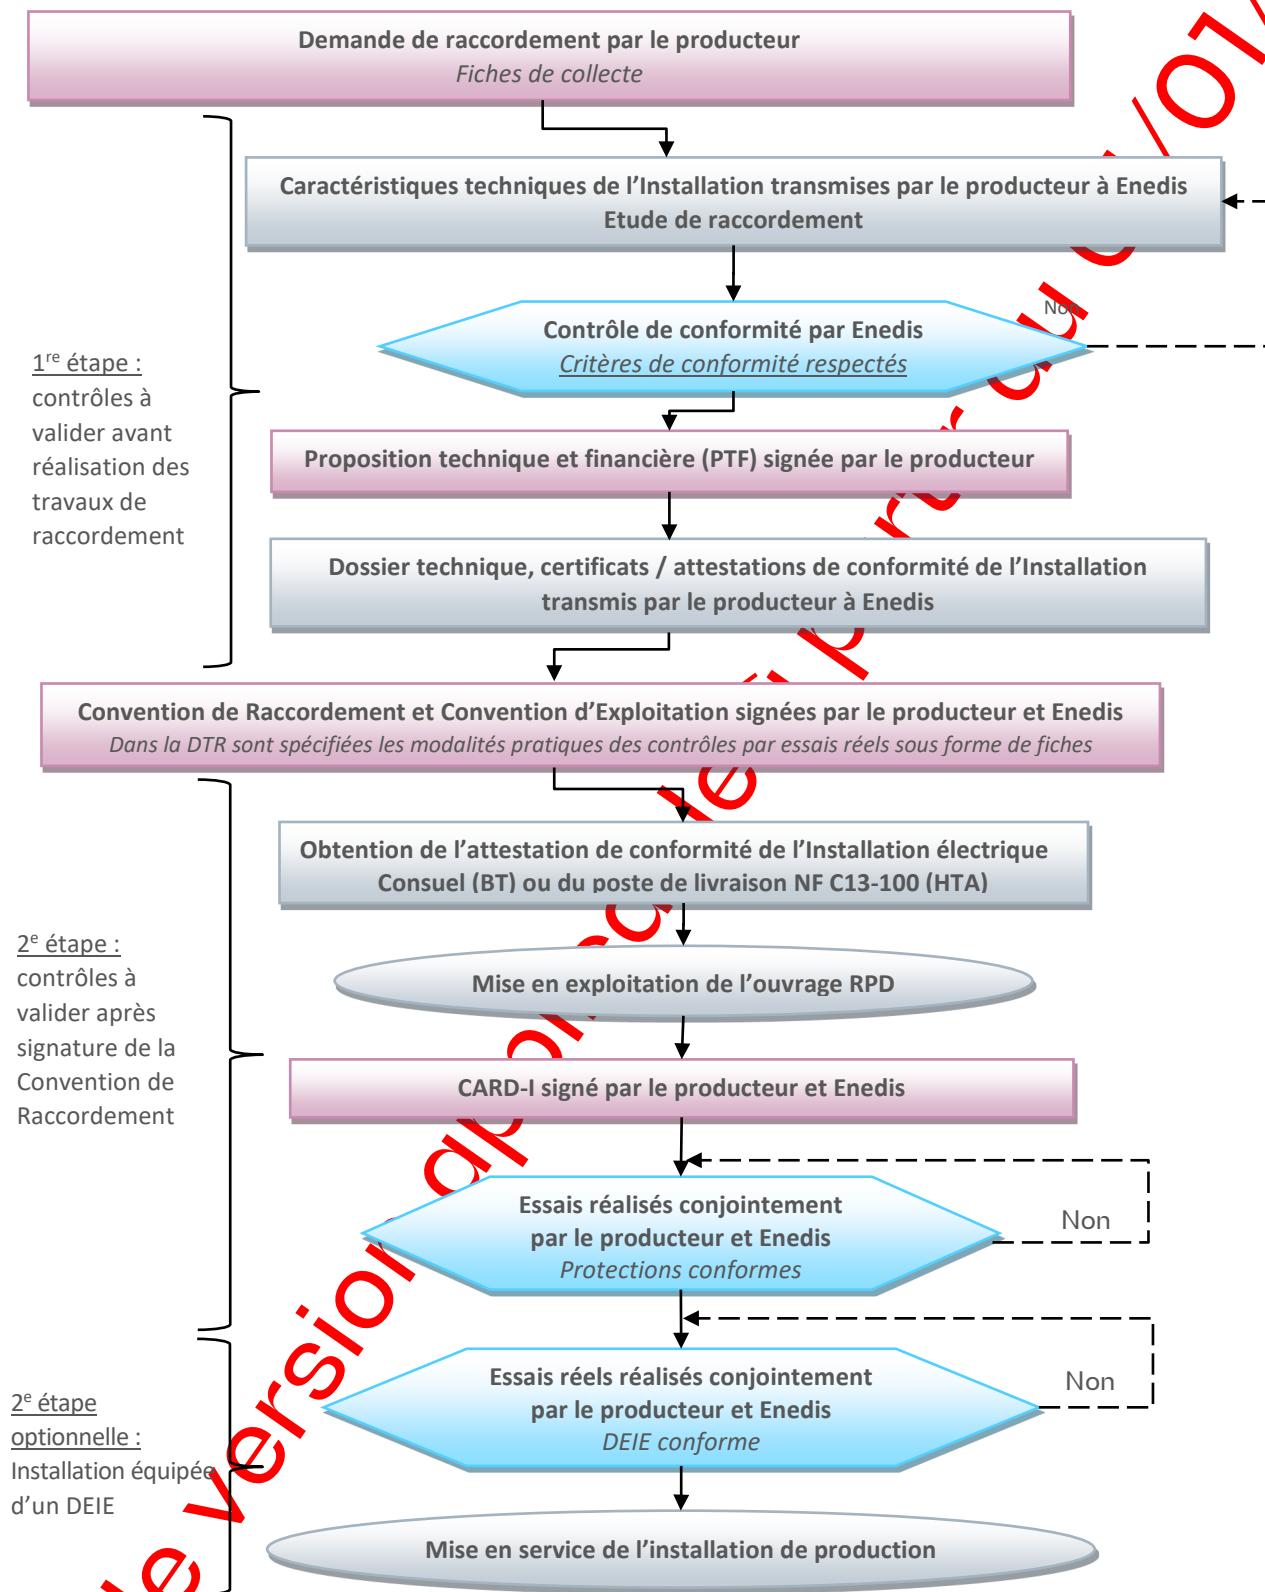 Demande de raccordement par le producteur
Fiches de collecte
Caractéristiques techniques de l'Installation transmises par le producteur à Enedis
Etude de raccordement
Non
Contrôle de conformité par Enedis
Critères de conformité respectés
1re étape :
contrôles à
valider avant
réalisation des
travaux de
raccordement
Proposition technique et financière (PTF) signée par le producteur
Dossier technique, certificats / attestations de conformité de l'Installation
transmis par le producteur à Enedis
Convention de Raccordement et Convention d'Exploitation signées par le producteur et Enedis
Dans la DTR sont spécifiées les modalités pratiques des contrôles par essais réels sous forme de fiches
Obtention de l'attestation de conformité de l'Installation électrique
Consuel (BT) ou du poste de livraison NF C13-100 (HTA)
2e étape :
contrôles à
valider après
signature de la
Convention de
Raccordement
Mise en exploitation de l'ouvrage RPD
CARD-I signé par le producteur et Enedis
Essais réalisés conjointement
par le producteur et Enedis
Protections conformes
Non
Essais réels réalisés conjointement
par le producteur et Enedis
DEIE conforme
Non
2e étape
optionnelle :
Installation équipée
d'un DEIE
Mise en service de l'installation de production